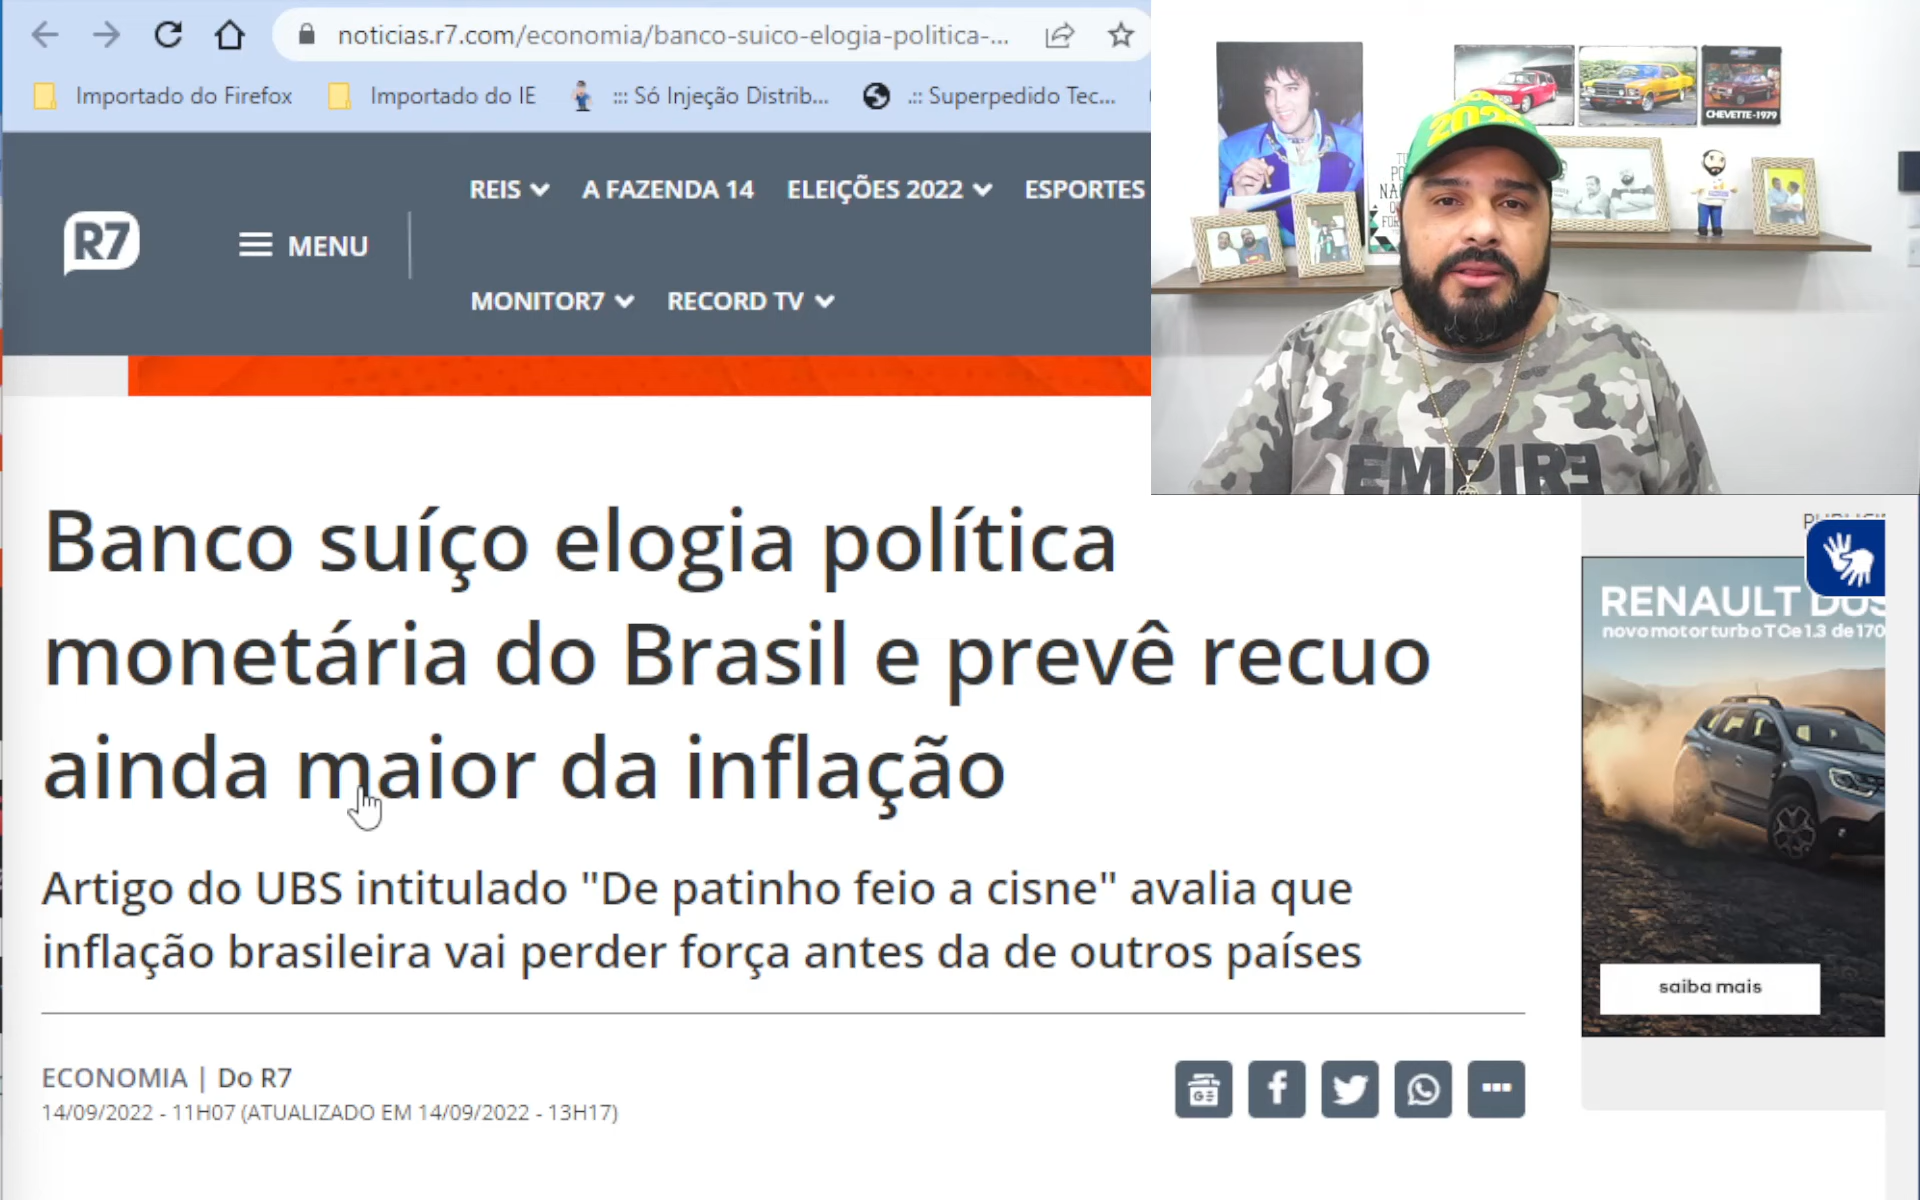 noticias.r7.com/economia/banco-suico-elogia-politica-...
Importado do Firefox
Importado do IE
::: Só Injeção Distrib...
.:: Superpedido Tec...
R7
MENU
REIS
A FAZENDA 14
ELEIÇÕES 2022
ESPORTES
MONITOR7
RECORD TV
CHEVETTE-1979
EMPIRE
Banco suíço elogia política
monetária do Brasil e prevê recuo
ainda maior da inflação
Artigo do UBS intitulado "De patinho feio a cisne" avalia que
inflação brasileira vai perder força antes da de outros países
ECONOMIA | Do R7
14/09/2022 - 11H07 (ATUALIZADO EM 14/09/2022 - 13H17)
GE
RENAULT DUS
novo motor turbo TCe 1.3 de 170
saiba mais